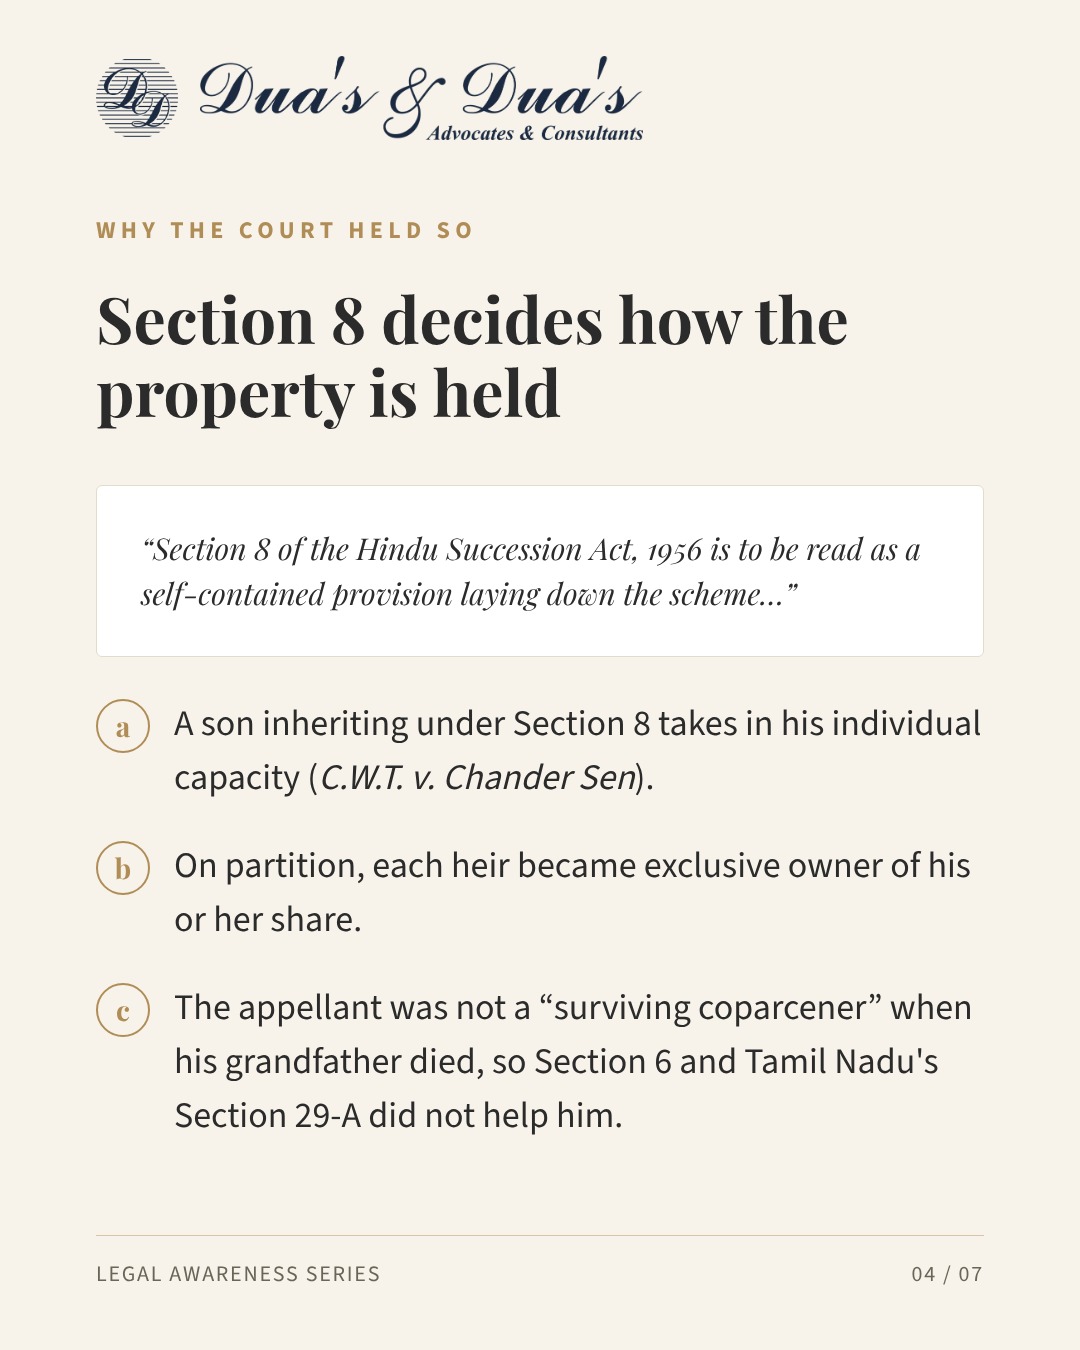 DD Dua's & Dua's
Advocates & Consultants
WHY THE COURT HELD SO
Section 8 decides how the
property is held
“Section 8 of the Hindu Succession Act, 1956 is to be read as a
self-contained provision laying down the scheme...”
a A son inheriting under Section 8 takes in his individual
capacity (C.W.T. v. Chander Sen).
b On partition, each heir became exclusive owner of his
or her share.
c The appellant was not a “surviving coparcener” when
his grandfather died, so Section 6 and Tamil Nadu's
Section 29-A did not help him.
LEGAL AWARENESS SERIES 04 / 07